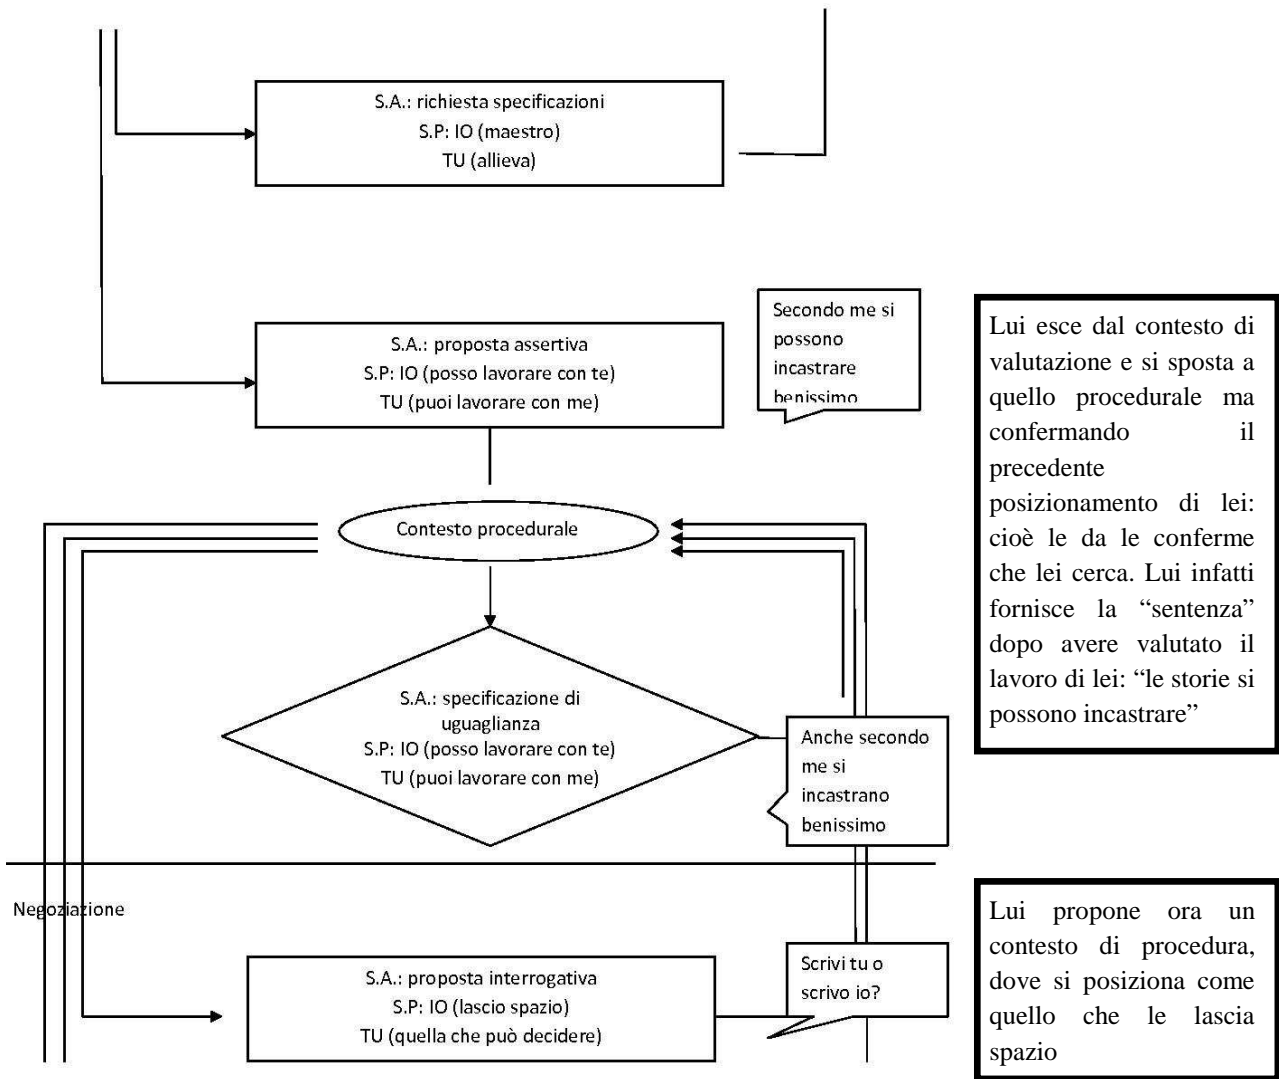 S.A.: richiesta specificazioni
S.P: IO (maestro)
TU (allieva)
S.A.: proposta assertiva
S.P: IO (posso lavorare con te)
TU (puoi lavorare con me)
Secondo me si
possono
incastrare
benissimo
Lui esce dal contesto di
valutazione e si sposta a
quello procedurale ma
confermando il
precedente
posizionamento di lei:
cioè le da le conferme
che lei cerca. Lui infatti
fornisce la “sentenza”
dopo avere valutato il
lavoro di lei: “le storie si
possono incastrare”
Contesto procedurale
S.A.: specificazione di
uguaglianza
S.P: IO (posso lavorare con te)
TU (puoi lavorare con me)
Anche secondo
me si
incastrano
benissimo
Negoziazione
S.A.: proposta interrogativa
S.P: IO (lascio spazio)
TU (quella che può decidere)
Scrivi tu o
scrivo io?
Lui propone ora un
contesto di procedura,
dove si posiziona come
quello che le lascia
spazio